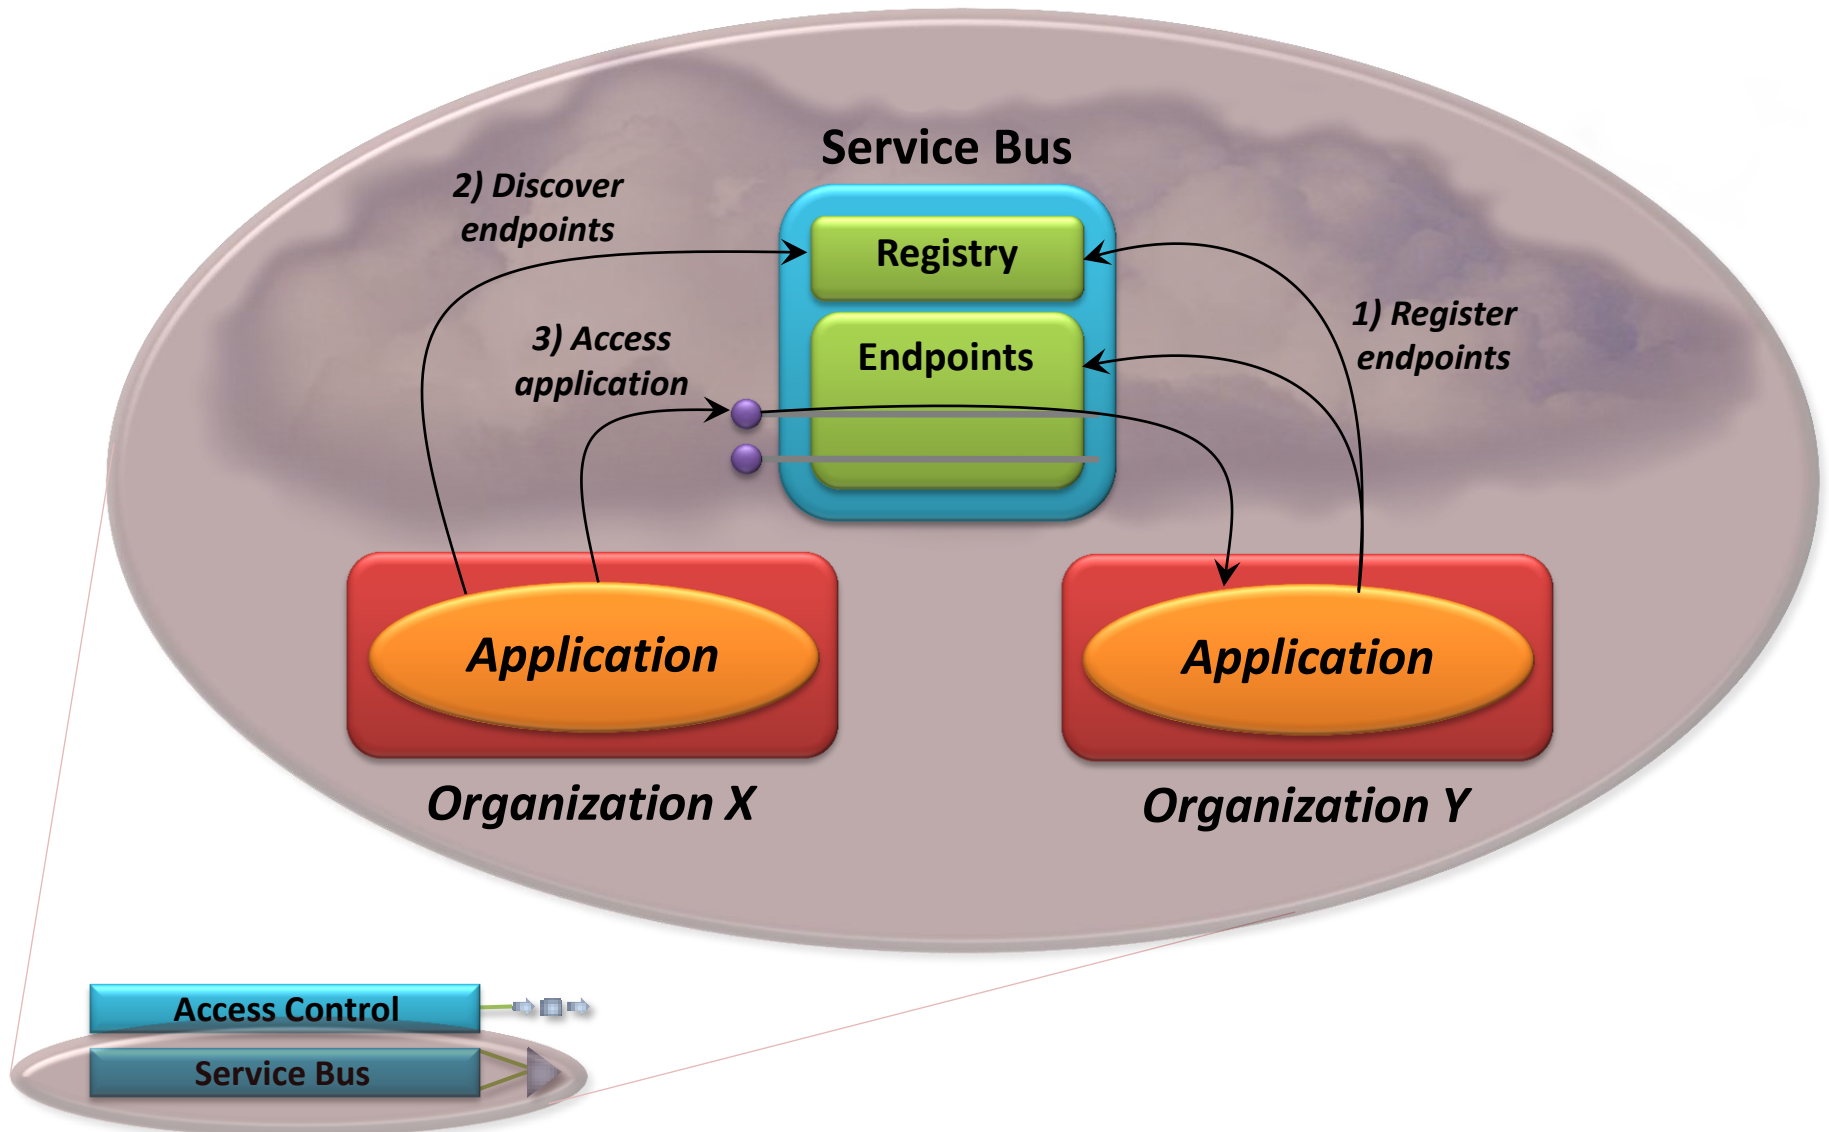 Service Bus
2) Discover
endpoints
Registry
1) Register
endpoints
3) Access
application
Endpoints
Application
Application
Organization X
Organization Y
Access Control
Service Bus